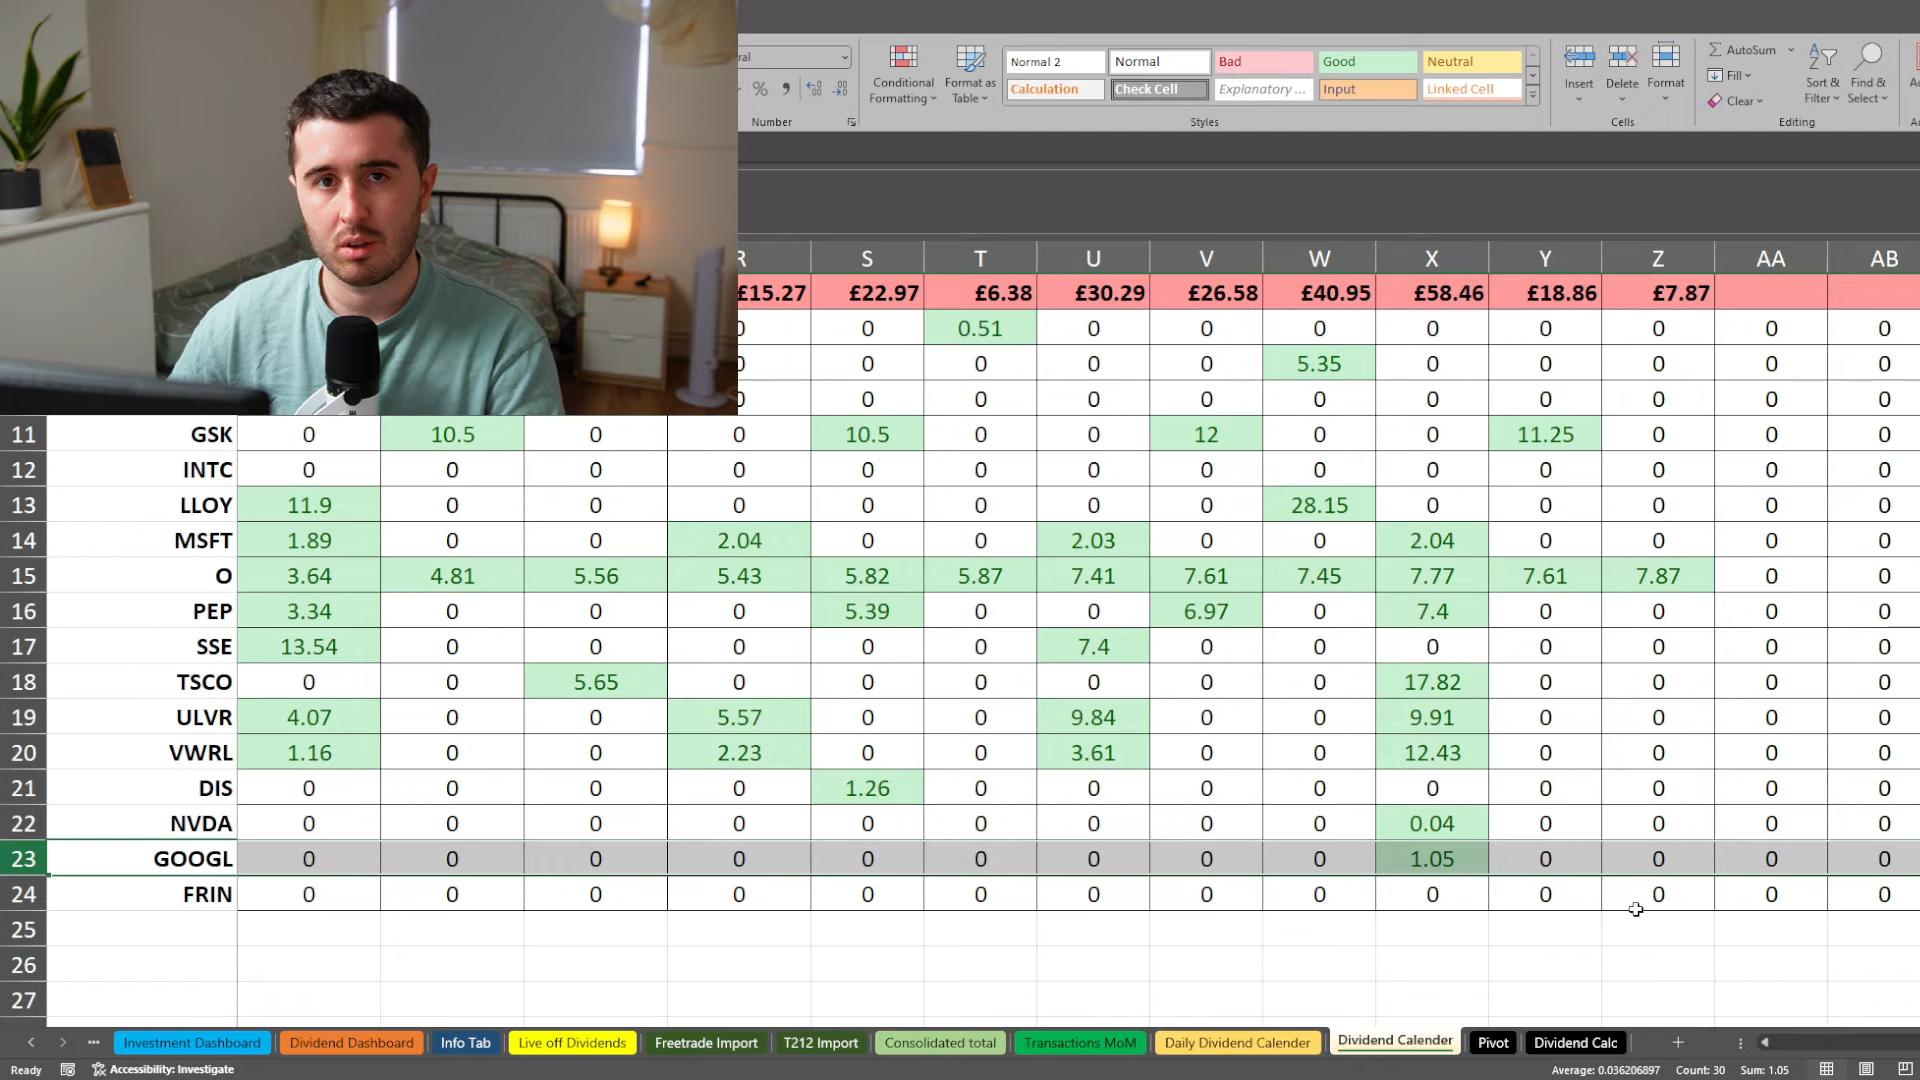 ral
Conditional Formatting
Format as Table
Normal 2 Normal Bad Good Neutral
Calculation Check Cell Explanatory ... Input Linked Cell
Insert Delete Format
AutoSum
Fill
Clear
Sort & Filter
Find & Select
Number Styles Cells Editing
R S T U V W X Y Z AA AB
£15.27 £22.97 £6.38 £30.29 £26.58 £40.95 £58.46 £18.86 £7.87
0 0 0.51 0 0 0 0 0 0 0 0
0 0 0 0 0 5.35 0 0 0 0 0
0 0 0 0 0 0 0 0 0 0 0
11 GSK 0 10.5 0 0 10.5 0 0 12 0 0 11.25 0 0 0
12 INTC 0 0 0 0 0 0 0 0 0 0 0 0 0 0
13 LLOY 11.9 0 0 0 0 0 0 0 28.15 0 0 0 0 0
14 MSFT 1.89 0 0 2.04 0 0 2.03 0 0 2.04 0 0 0 0
15 O 3.64 4.81 5.56 5.43 5.82 5.87 7.41 7.61 7.45 7.77 7.61 7.87 0 0
16 PEP 3.34 0 0 0 5.39 0 0 6.97 0 7.4 0 0 0 0
17 SSE 13.54 0 0 0 0 0 7.4 0 0 0 0 0 0 0
18 TSCO 0 0 5.65 0 0 0 0 0 0 17.82 0 0 0 0
19 ULVR 4.07 0 0 5.57 0 0 9.84 0 0 9.91 0 0 0 0
20 VWRL 1.16 0 0 2.23 0 0 3.61 0 0 12.43 0 0 0 0
21 DIS 0 0 0 0 1.26 0 0 0 0 0 0 0 0 0
22 NVDA 0 0 0 0 0 0 0 0 0 0.04 0 0 0 0
23 GOOGL 0 0 0 0 0 0 0 0 0 1.05 0 0 0 0
24 FRIN 0 0 0 0 0 0 0 0 0 0 0 0 0 0
25
26
27
Investment Dashboard Dividend Dashboard Info Tab Live off Dividends Freetrade Import T212 Import Consolidated total Transactions MoM Daily Dividend Calender Dividend Calender Pivot Dividend Calc
Ready Accessibility: Investigate Average: 0.036206897 Count: 30 Sum: 1.05